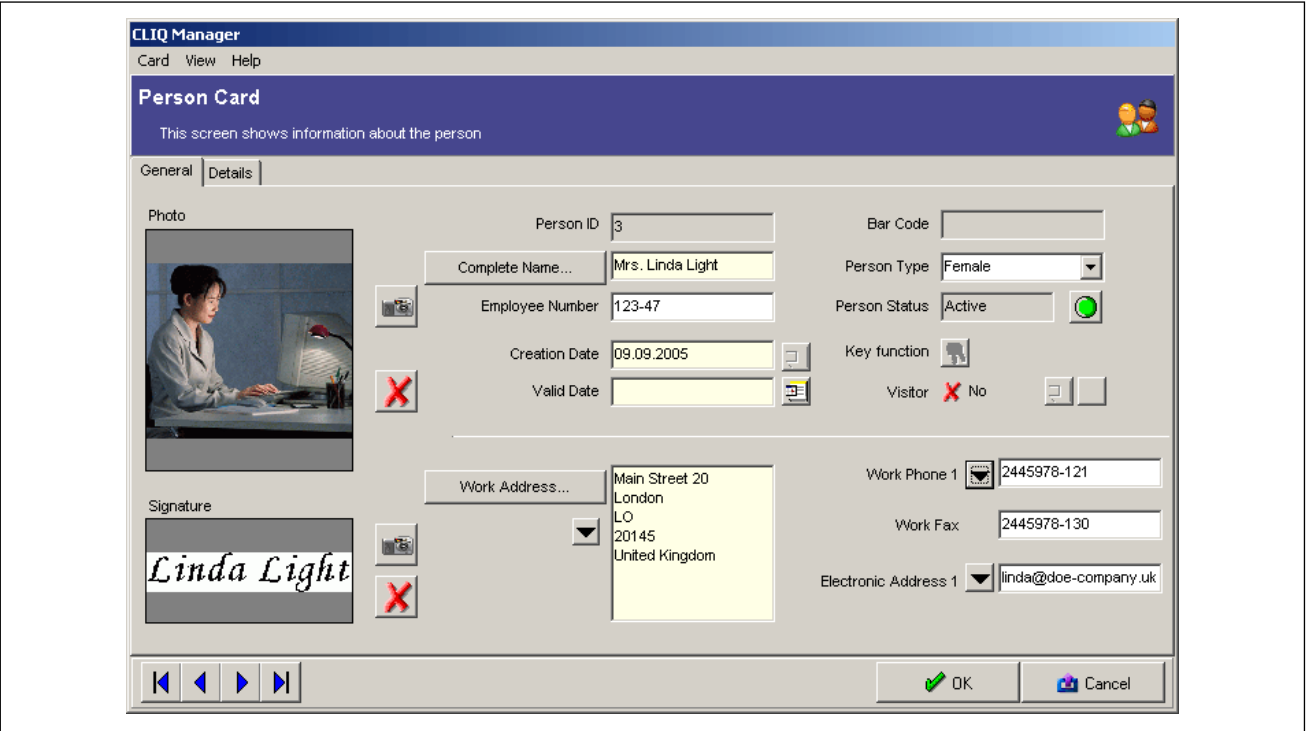 CLIQ Manager
Card View Help
Person Card
This screen shows information about the person
General Details
Photo
Person ID 3
Bar Code
Complete Name... Mrs. Linda Light
Person Type Female
Employee Number 123-47
Person Status Active
Creation Date 09.09.2005
Key function
Valid Date
Visitor No
Work Address... Main Street 20
London
LO
20145
United Kingdom
Work Phone 1 2445978-121
Work Fax 2445978-130
Electronic Address 1 linda@doe-company.uk
Signature
Linda Light
OK Cancel